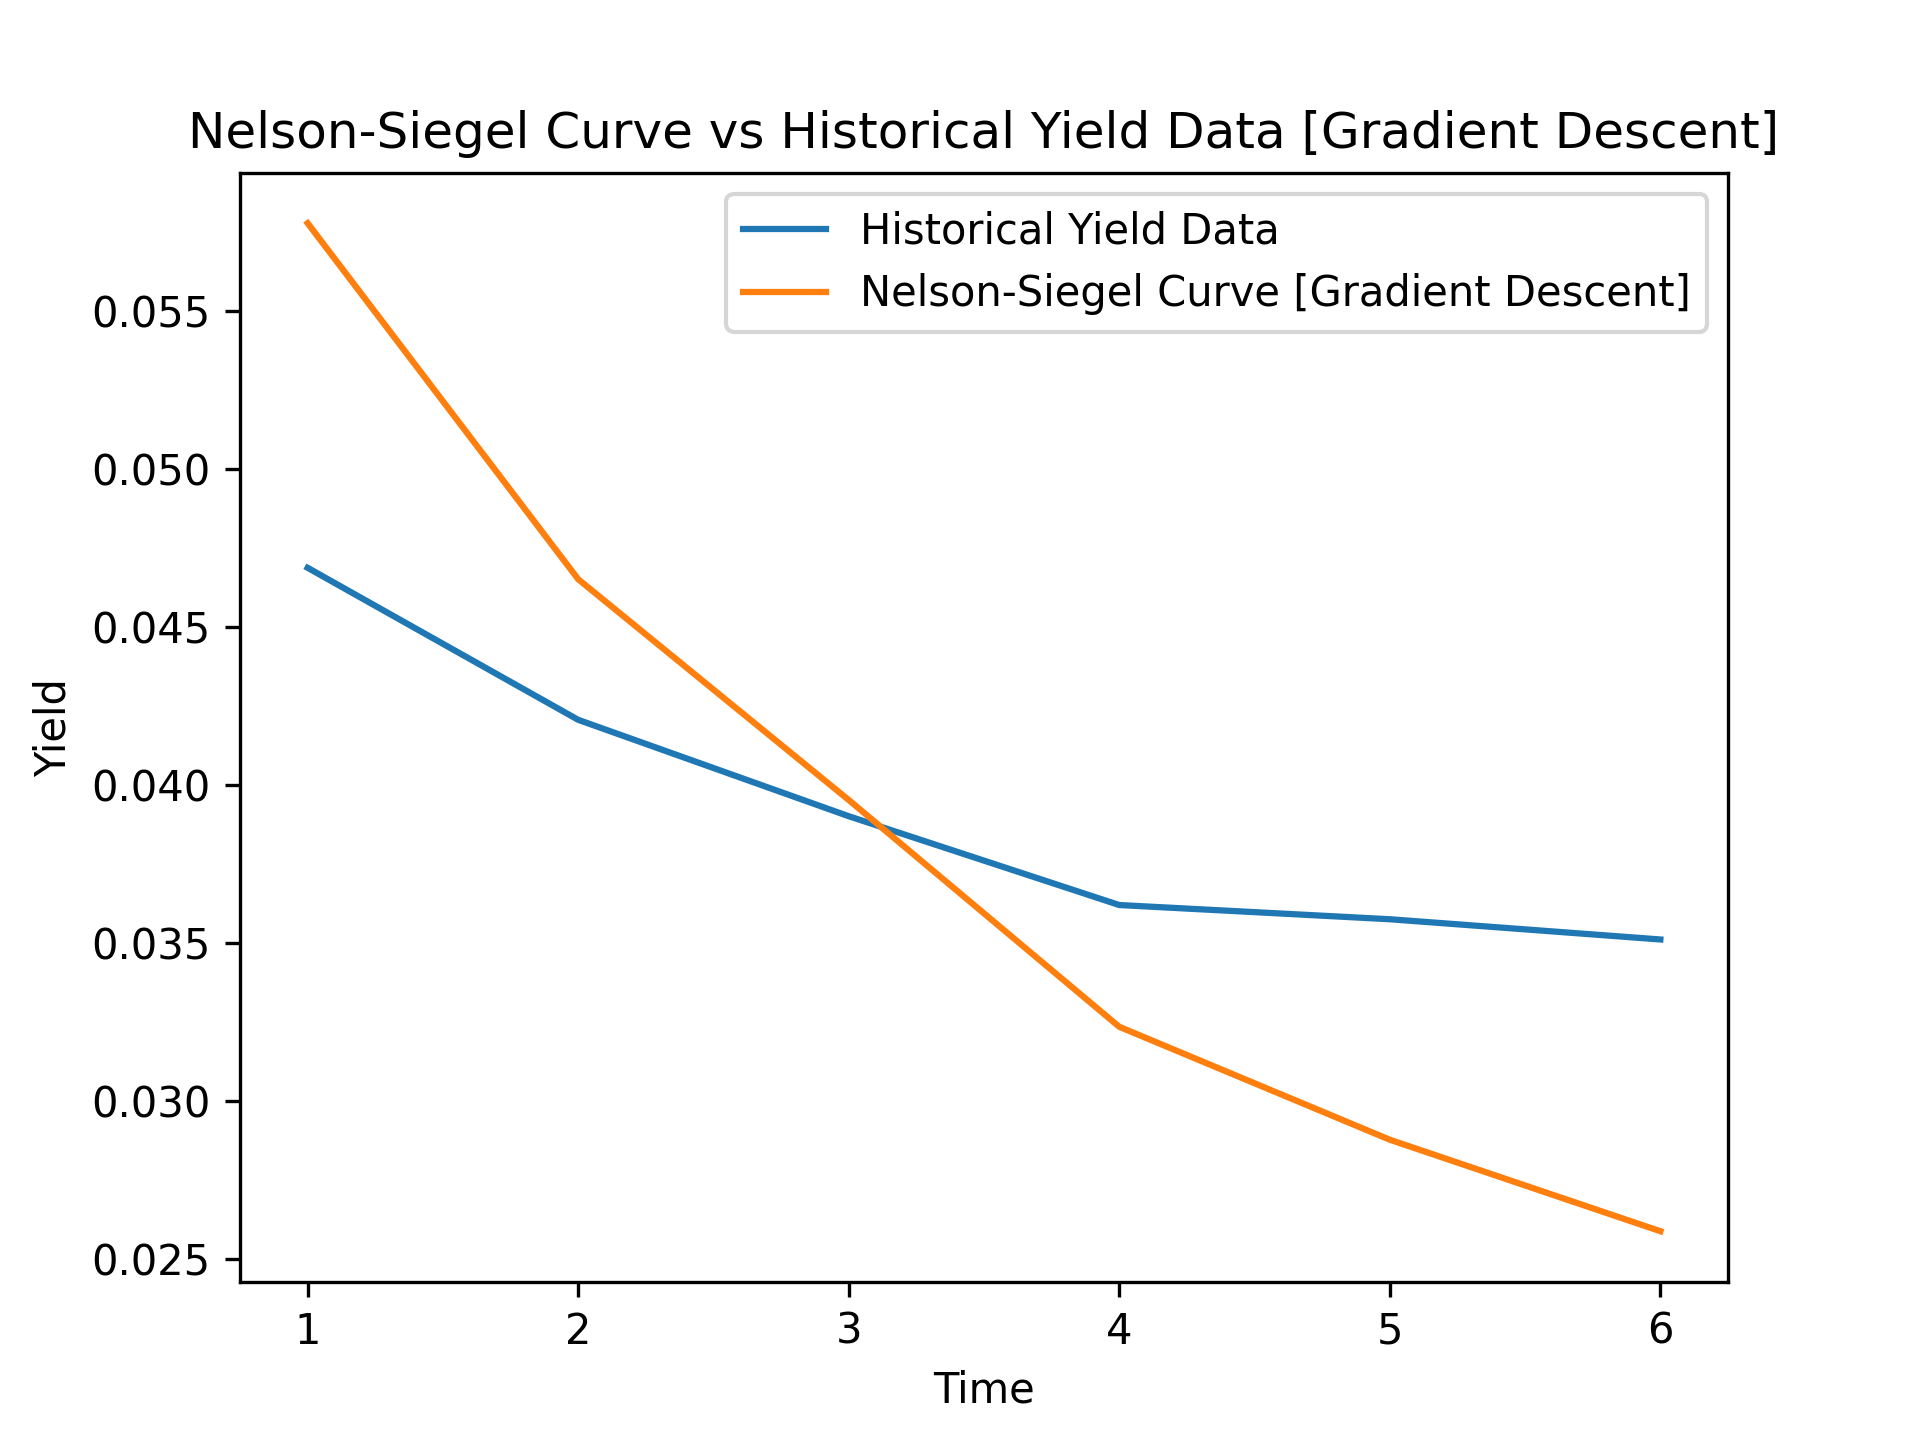 Nelson-Siegel Curve vs Historical Yield Data [Gradient Descent]
Historical Yield Data
Nelson-Siegel Curve [Gradient Descent]
0.055
0.050
0.045
0.040
0.035
0.030
0.025
Yield
1 2 3 4 5 6
Time